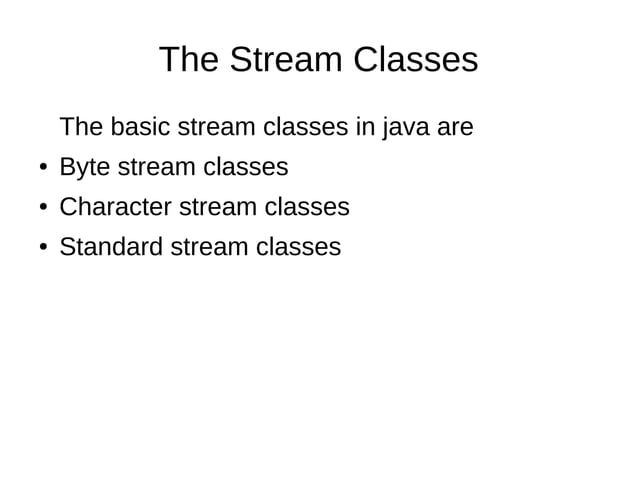 The Stream Classes
The basic stream classes in java are
• Byte stream classes
• Character stream classes
• Standard stream classes